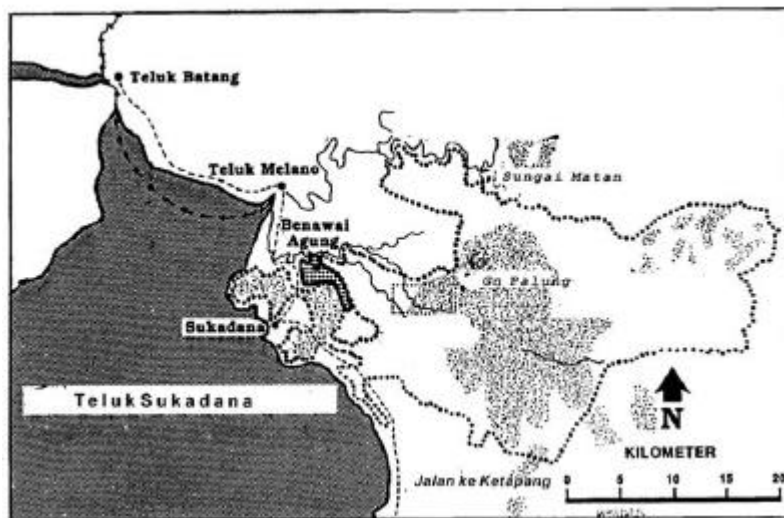 Teluk Batang
Teluk Melano
Sungai Matan
Benawai
Agung
Gn Palung
Sukadana
Teluk Sukadana
N
KILOMETER
Jalan ke Ketapang
0 5 10 15 20